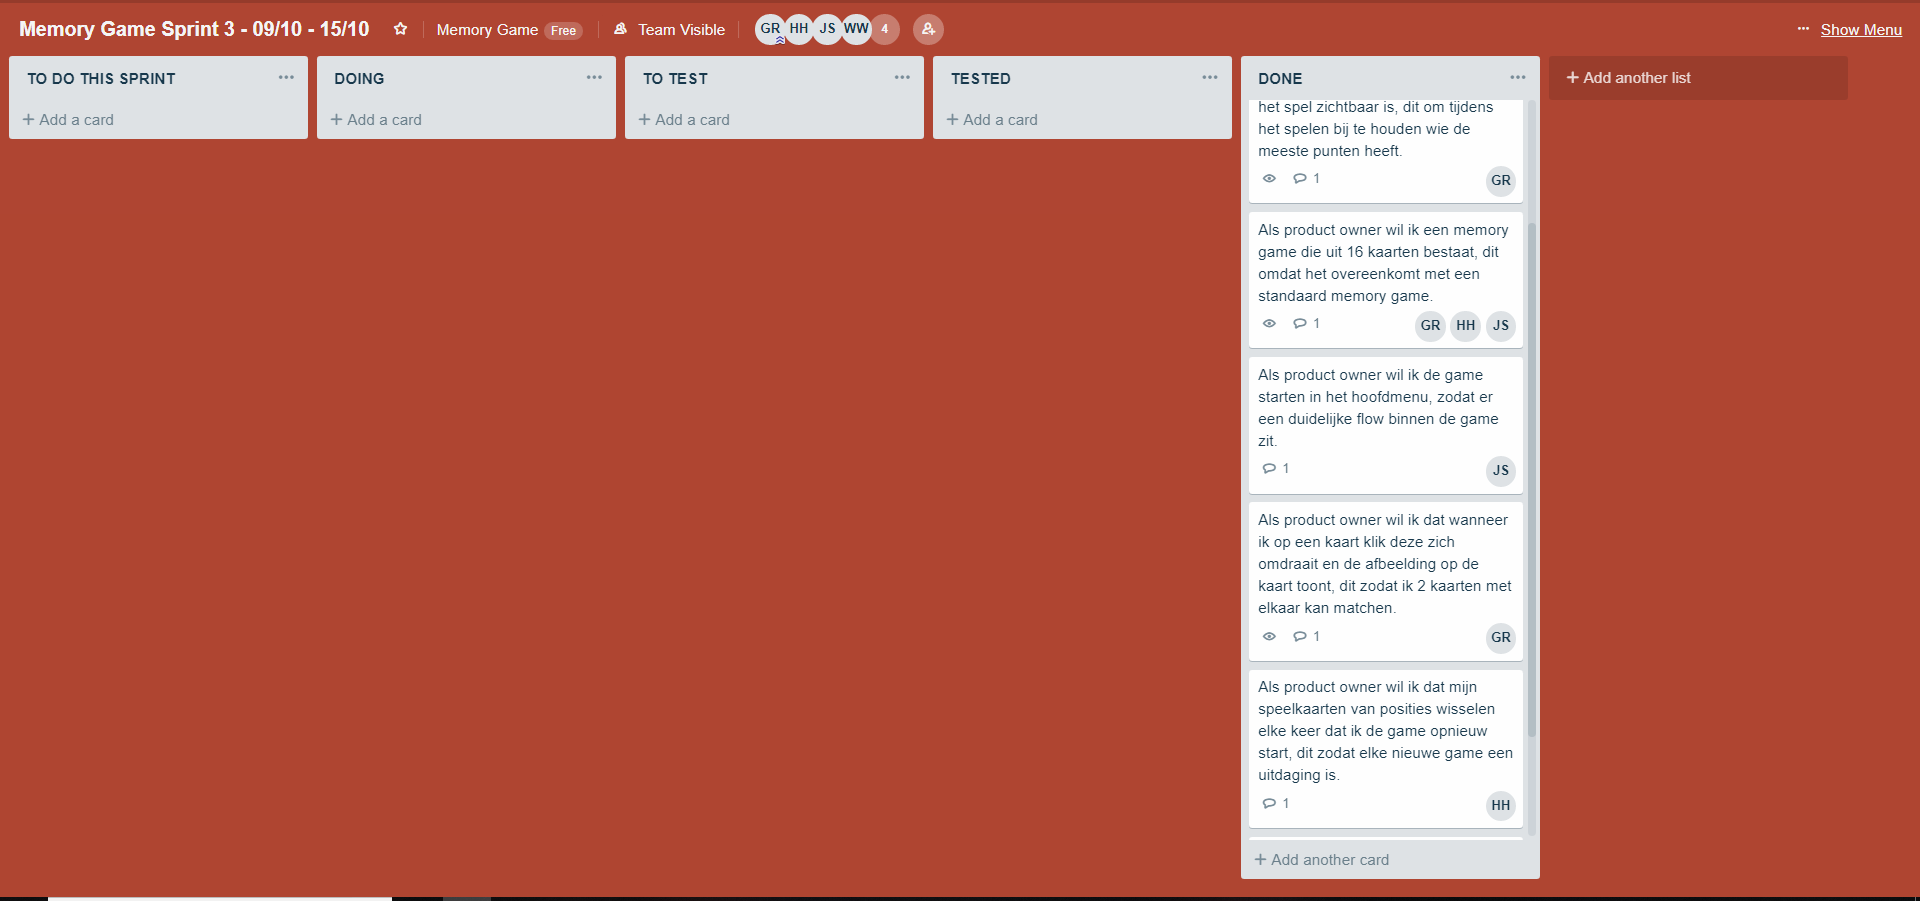 Memory Game Sprint 3 - 09/10 - 15/10
Memory Game Free
Team Visible
GR HH JS WW 4
Show Menu
TO DO THIS SPRINT
Add a card
DOING
Add a card
TO TEST
Add a card
TESTED
Add a card
DONE
het spel zichtbaar is, dit om tijdens
het spelen bij te houden wie de
meeste punten heeft.
1
GR
Als product owner wil ik een memory
game die uit 16 kaarten bestaat, dit
omdat het overeenkomt met een
standaard memory game.
1
GR HH JS
Als product owner wil ik de game
starten in het hoofdmenu, zodat er
een duidelijke flow binnen de game
zit.
1
JS
Als product owner wil ik dat wanneer
ik op een kaart klik deze zich
omdraait en de afbeelding op de
kaart toont, dit zodat ik 2 kaarten met
elkaar kan matchen.
1
GR
Als product owner wil ik dat mijn
speelkaarten van posities wisselen
elke keer dat ik de game opnieuw
start, dit zodat elke nieuwe game een
uitdaging is.
1
HH
Add another card
Add another list